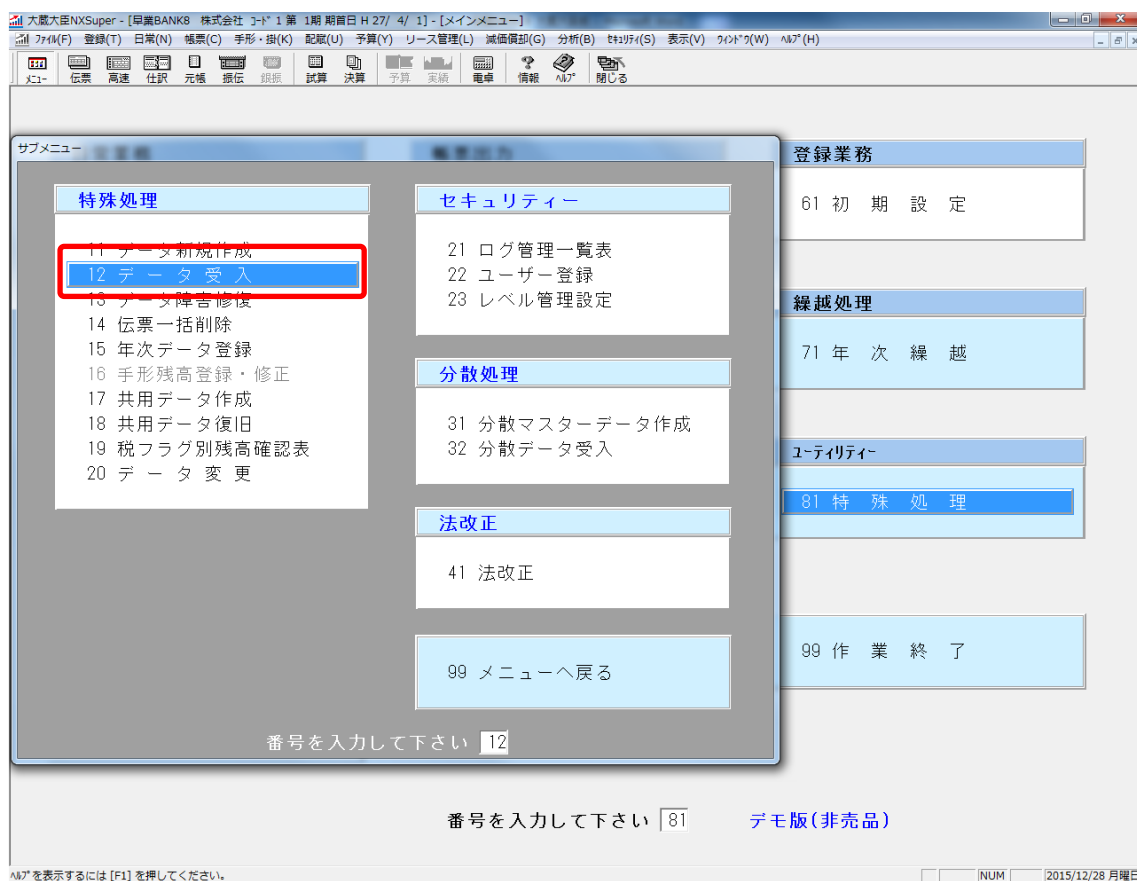 大蔵大臣NXSuper - [早業BANK8 株式会社 ｺｰﾄﾞ 1 第 1期 期首日 H 27/ 4/ 1] - [メインメニュー]
ﾌｧｲﾙ(F) 登録(T) 日常(N) 帳票(C) 手形・掛(K) 配賦(U) 予算(Y) リース管理(L) 減価償却(G) 分析(B) ｾｷｭﾘﾃｨ(S) 表示(V) ｳｨﾝﾄﾞｳ(W) ﾍﾙﾌﾟ(H)
ﾒﾆｭｰ 伝票 高速 仕訳 元帳 振伝 銀振 試算 決算 予算 実績 電卓 情報 ﾍﾙﾌﾟ 閉じる
サブメニュー
特殊処理
11 データ新規作成
12 デ ー タ 受 入
13 データ障害修復
14 伝票一括削除
15 年次データ登録
16 手形残高登録・修正
17 共用データ作成
18 共用データ復旧
19 税フラグ別残高確認表
20 デ ー タ 変 更
セキュリティー
21 ログ管理一覧表
22 ユーザー登録
23 レベル管理設定
分散処理
31 分散マスターデータ作成
32 分散データ受入
法改正
41 法改正
99 メニューへ戻る
番号を入力して下さい 12
登録業務
61 初 期 設 定
繰越処理
71 年 次 繰 越
ﾕｰﾃｨﾘﾃｨｰ
81 特 殊 処 理
99 作 業 終 了
番号を入力して下さい 81 デモ版(非売品)
ﾍﾙﾌﾟを表示するには [F1] を押してください。 NUM 2015/12/28 月曜日